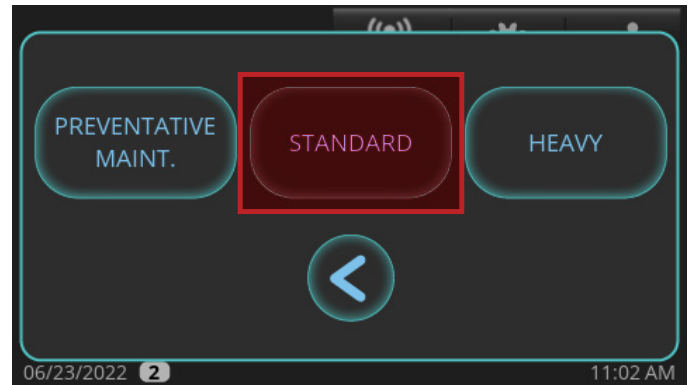 PREVENTATIVE
MAINT.
STANDARD
HEAVY
06/23/2022 2
11:02 AM